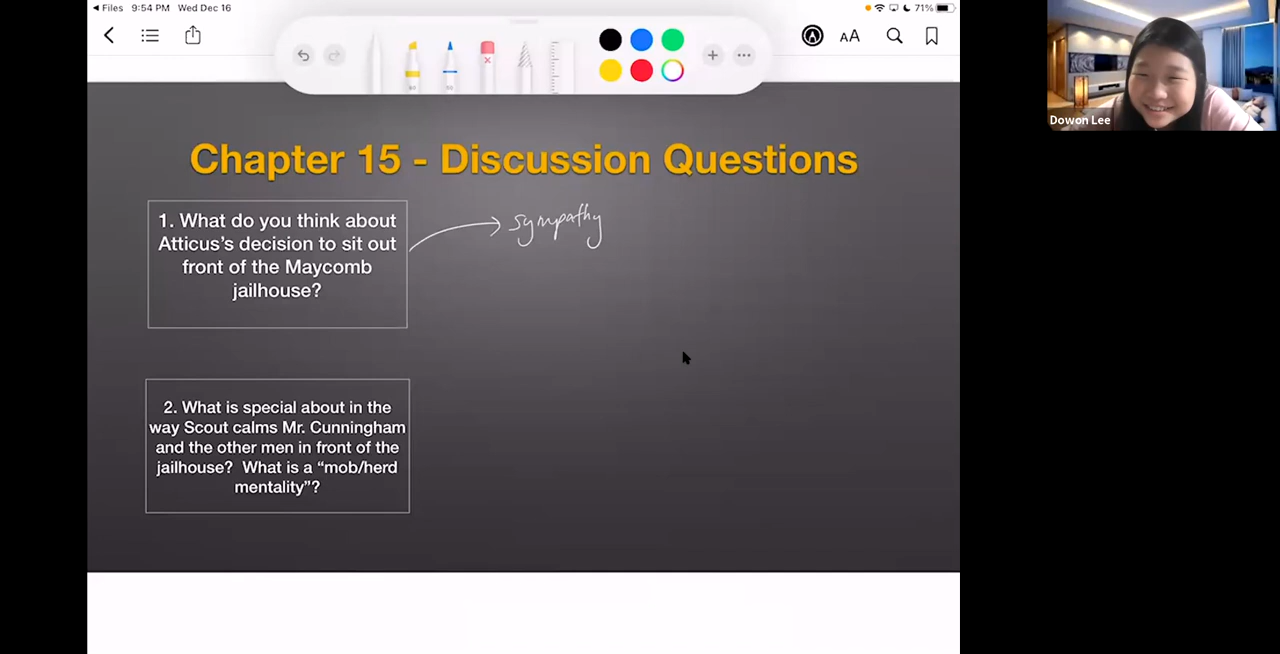 Files 9:54 PM Wed Dec 16
71%
AA
Chapter 15 - Discussion Questions
1. What do you think about
Atticus's decision to sit out
front of the Maycomb
jailhouse?
sympathy
2. What is special about in the
way Scout calms Mr. Cunningham
and the other men in front of the
jailhouse? What is a “mob/herd
mentality”?
Dowon Lee